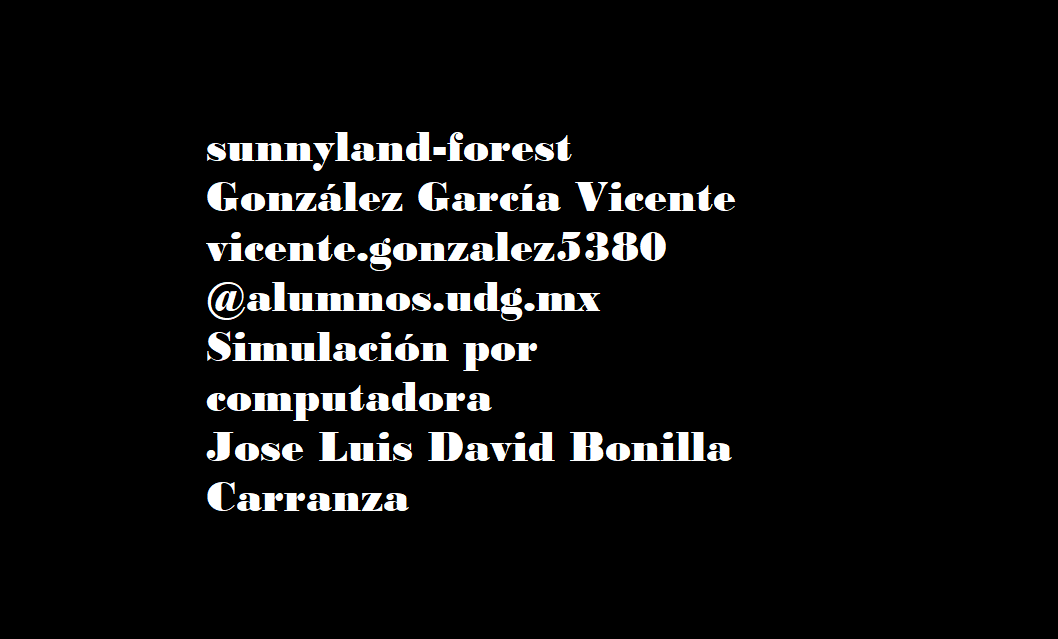 sunnyland-forest
González García Vicente
vicente.gonzalez5380
@alumnos.udg.mx
Simulación por
computadora
Jose Luis David Bonilla
Carranza